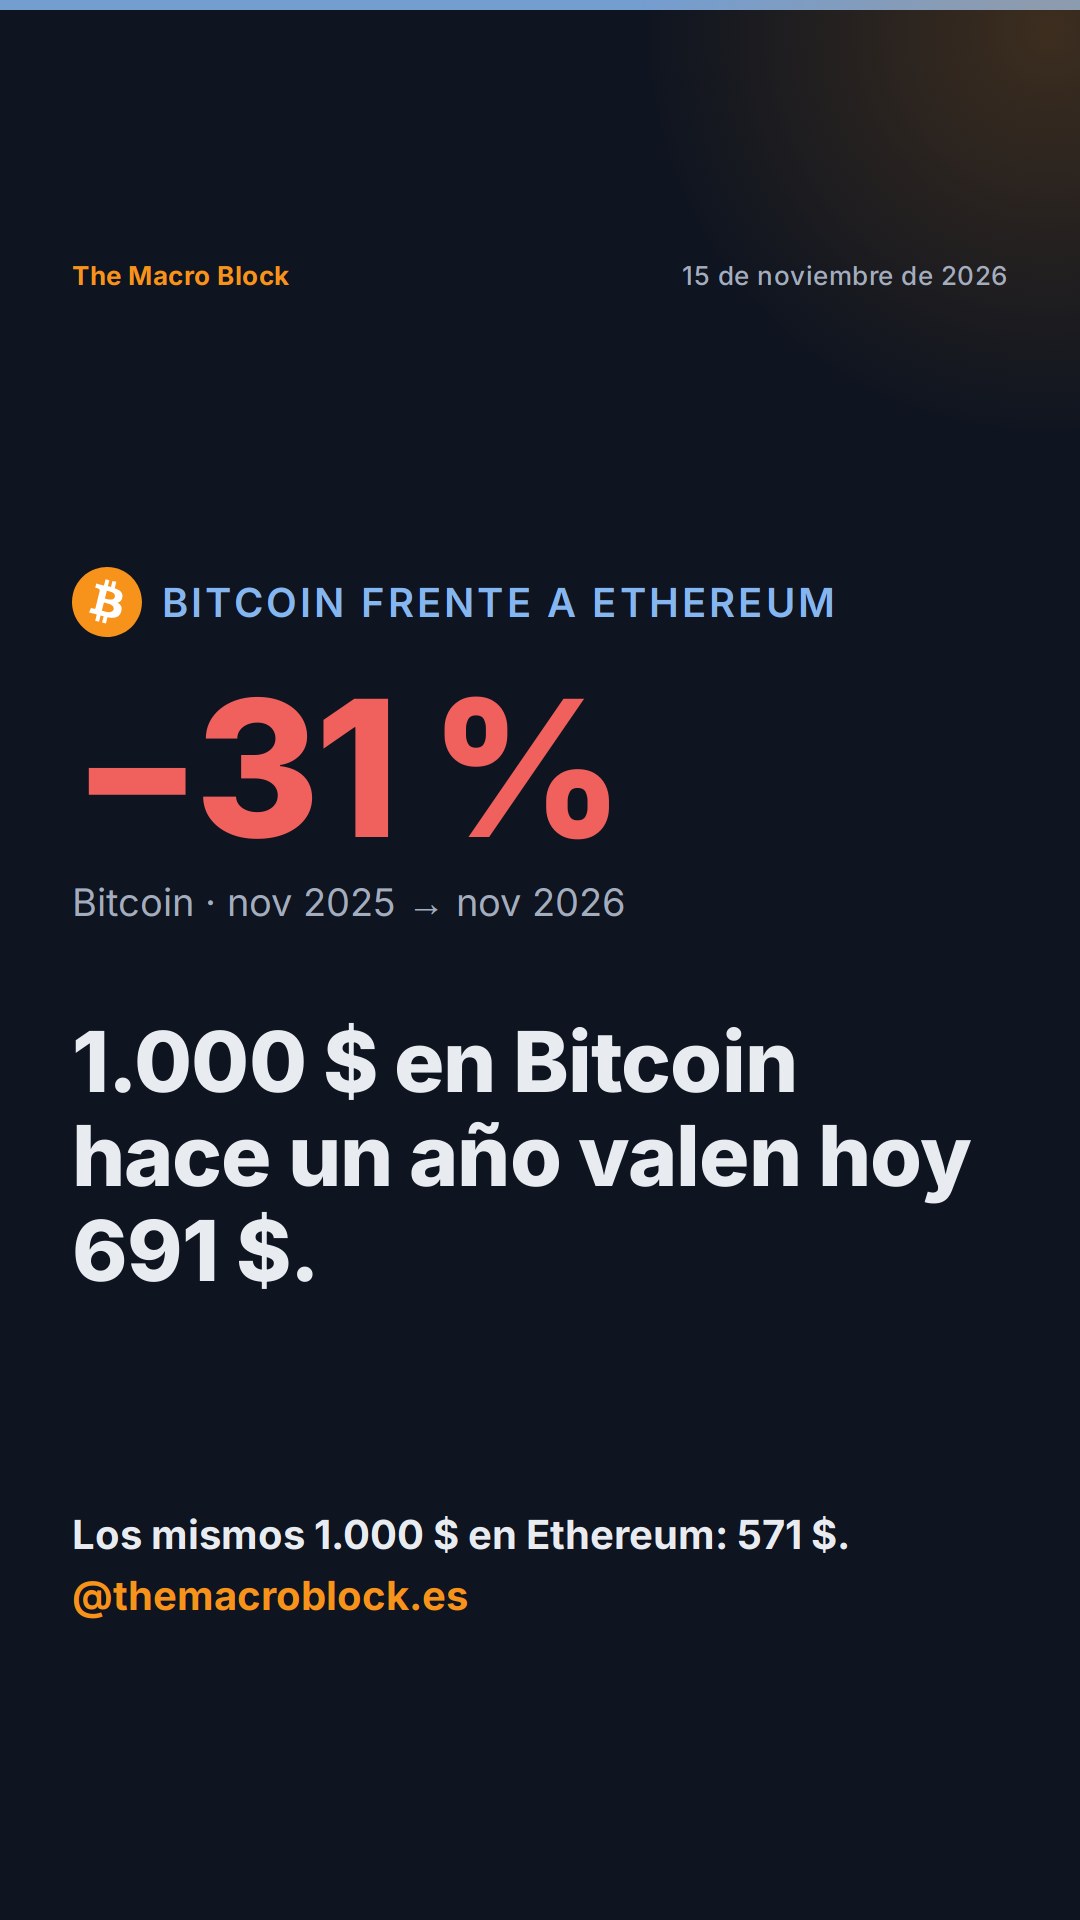 The Macro Block
15 de noviembre de 2026
BITCOIN FRENTE A ETHEREUM
−31 %
Bitcoin · nov 2025 → nov 2026
1.000 $ en Bitcoin
hace un año valen hoy
691 $.
Los mismos 1.000 $ en Ethereum: 571 $.
@themacroblock.es